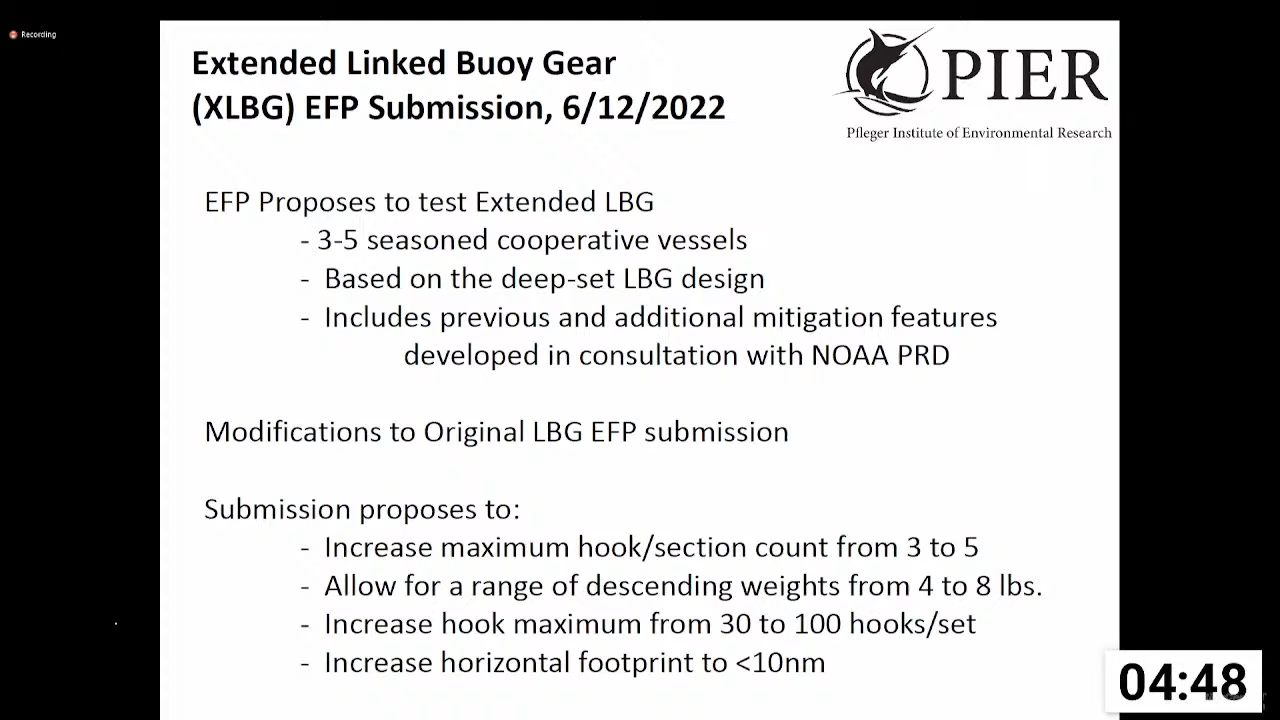 Recording
Extended Linked Buoy Gear
(XLBG) EFP Submission, 6/12/2022
PIER
Pfleger Institute of Environmental Research
EFP Proposes to test Extended LBG
- 3-5 seasoned cooperative vessels
- Based on the deep-set LBG design
- Includes previous and additional mitigation features
developed in consultation with NOAA PRD
Modifications to Original LBG EFP submission
Submission proposes to:
- Increase maximum hook/section count from 3 to 5
- Allow for a range of descending weights from 4 to 8 lbs.
- Increase hook maximum from 30 to 100 hooks/set
- Increase horizontal footprint to <10nm
04:48